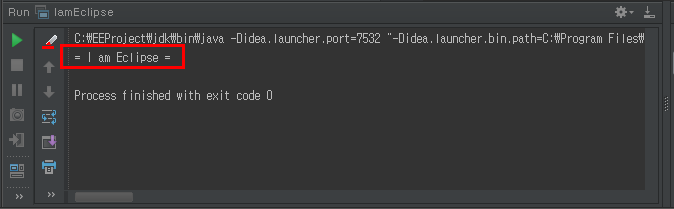 Run IamEclipse
C:₩EEProject₩jdk₩bin₩java -Didea.launcher.port=7532 "-Didea.launcher.bin.path=C:₩Program Files₩
= I am Eclipse =
Process finished with exit code 0